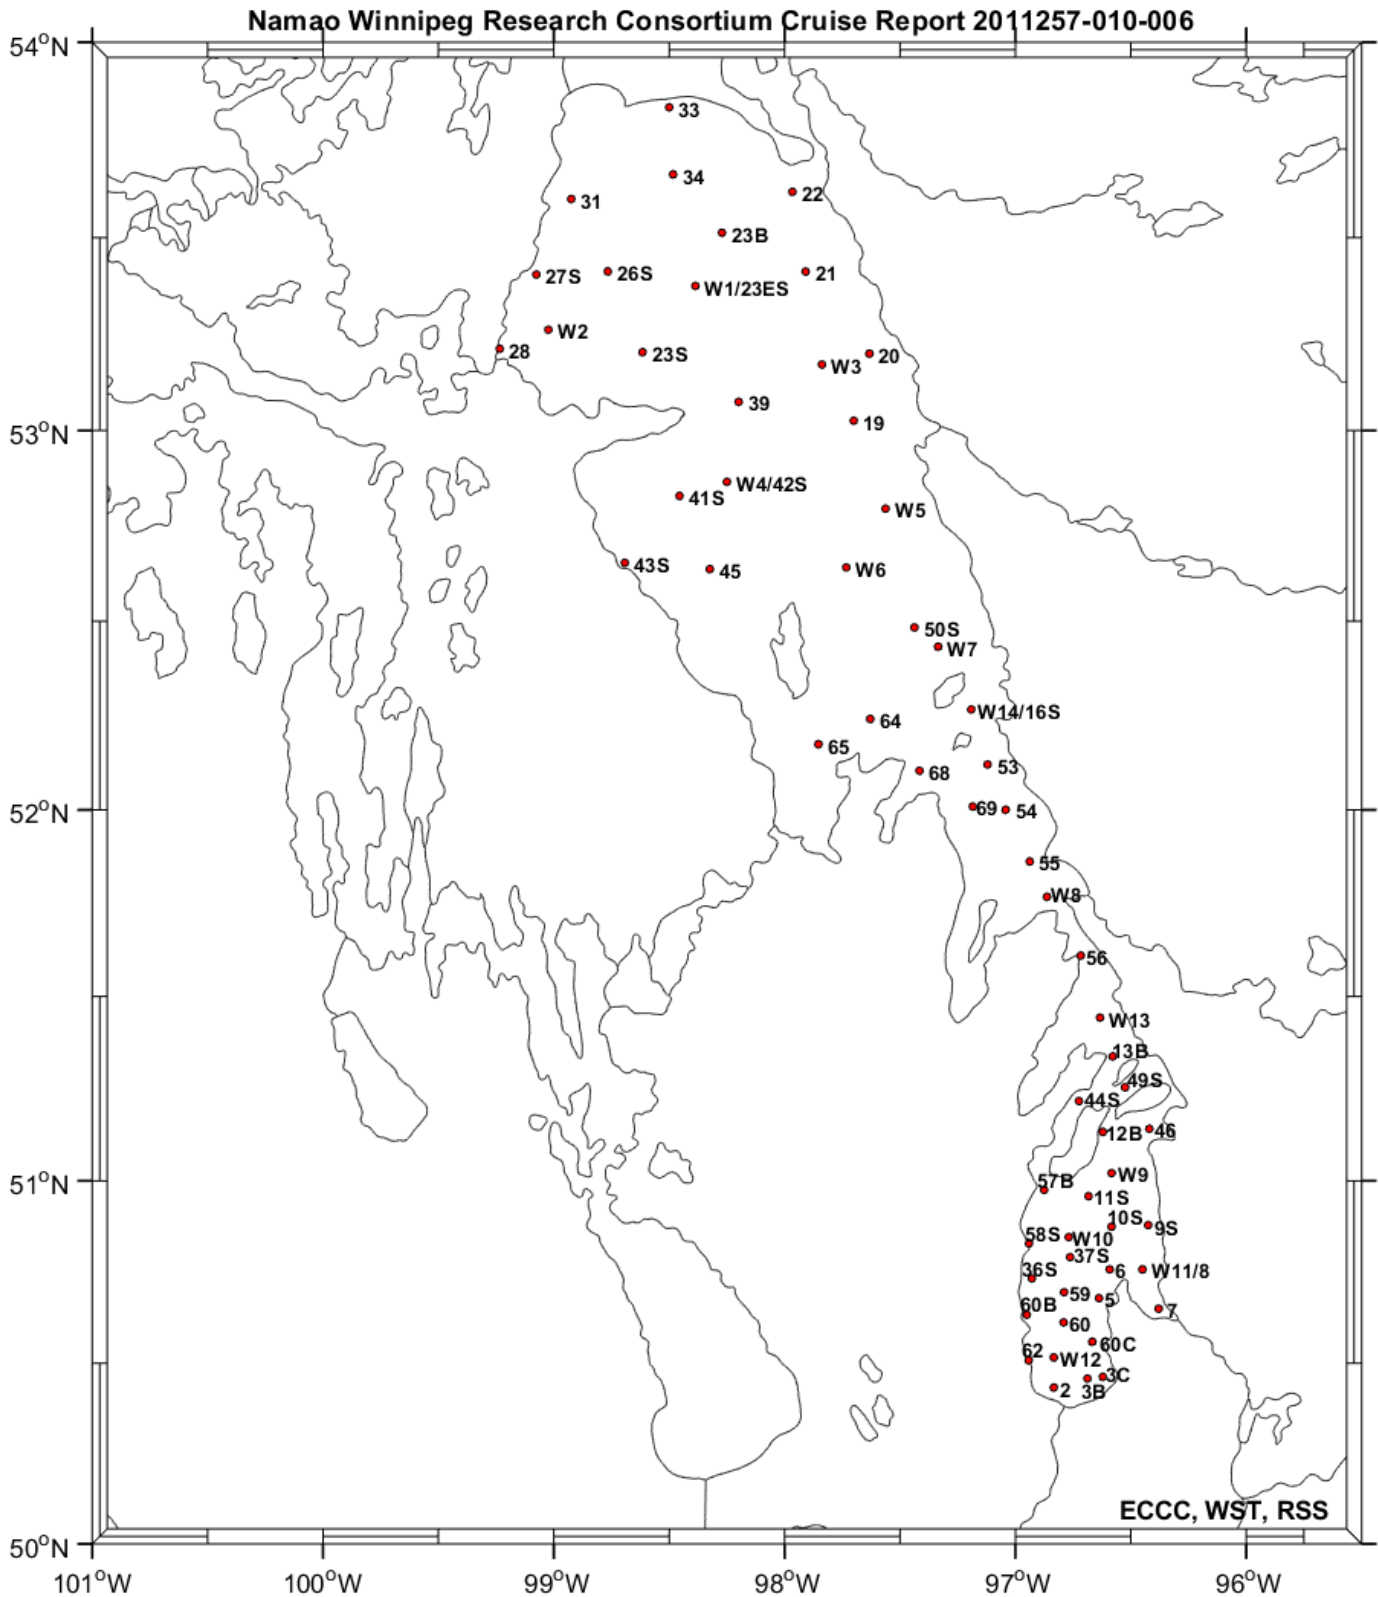 Namao Winnipeg Research Consortium Cruise Report 2011257-010-006
54°N
33
34
31
22
23B
27S
26S
21
W1/23ES
W2
28
23S
20
W3
39
19
53°N
W4/42S
41S
W5
43S
45
W6
50S
W7
W14/16S
64
65
53
68
69
54
52°N
55
W8
56
W13
13B
49S
44S
46
12B
W9
51°N
57B
11S
10S
9S
58S
W10
37S
36S
6
W11/8
59
5
60B
7
60
60C
62
W12
3C
2
3B
ECCC, WST, RSS
50°N
101°W 100°W 99°W 98°W 97°W 96°W